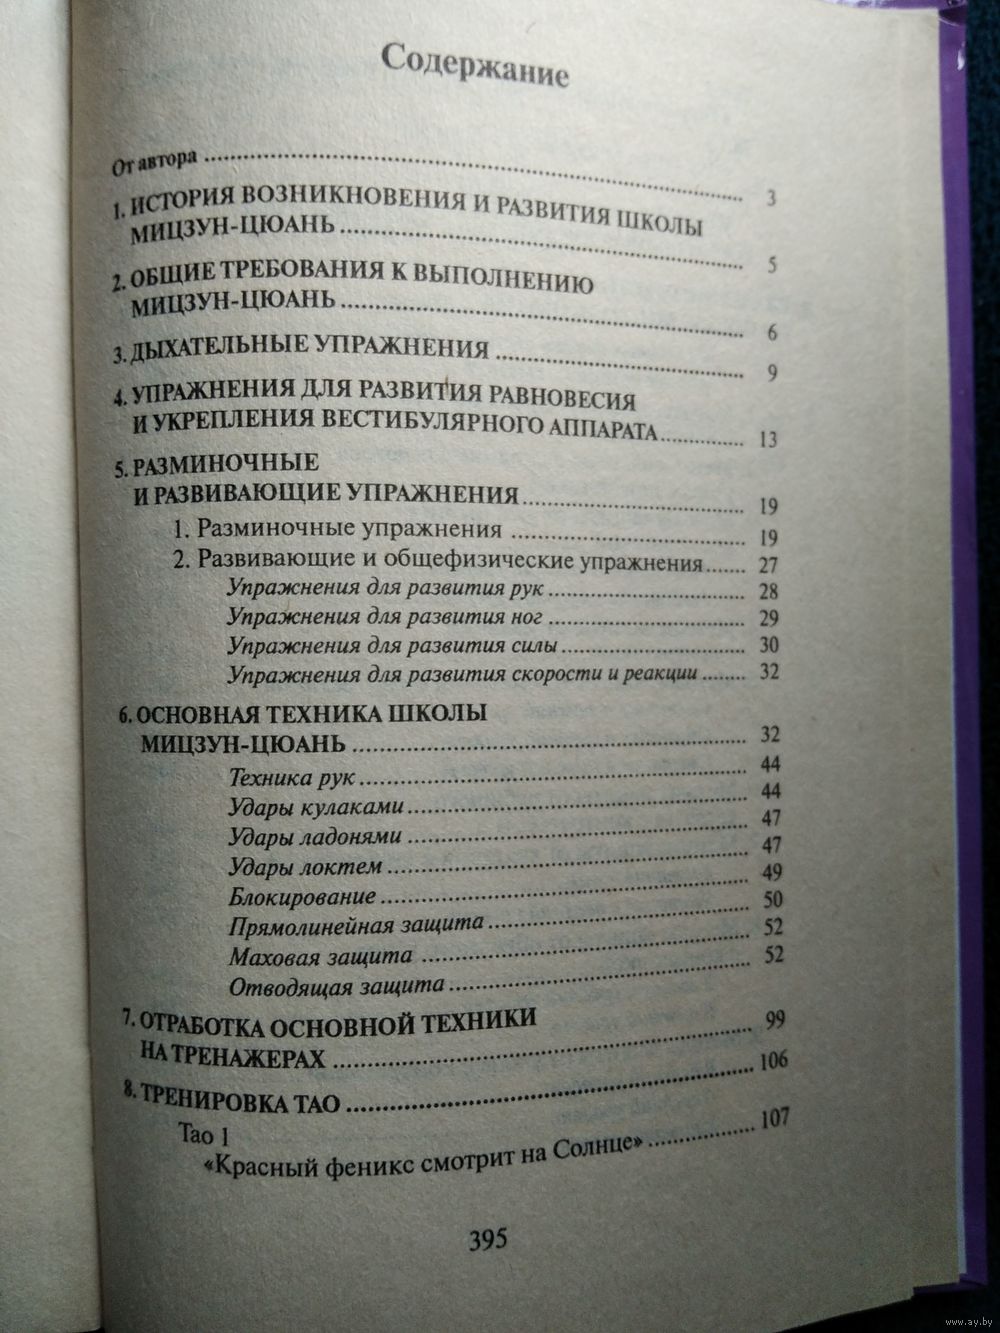 Содержание
От автора ........ 3
1. ИСТОРИЯ ВОЗНИКНОВЕНИЯ И РАЗВИТИЯ ШКОЛЫ
МИЦЗУН-ЦЮАНЬ ........ 5
2. ОБЩИЕ ТРЕБОВАНИЯ К ВЫПОЛНЕНИЮ
МИЦЗУН-ЦЮАНЬ ........ 6
3. ДЫХАТЕЛЬНЫЕ УПРАЖНЕНИЯ ........ 9
4. УПРАЖНЕНИЯ ДЛЯ РАЗВИТИЯ РАВНОВЕСИЯ
И УКРЕПЛЕНИЯ ВЕСТИБУЛЯРНОГО АППАРАТА ........ 13
5. РАЗМИНОЧНЫЕ
И РАЗВИВАЮЩИЕ УПРАЖНЕНИЯ ........ 19
1. Разминочные упражнения ........ 19
2. Развивающие и общефизические упражнения ........ 27
Упражнения для развития рук ........ 28
Упражнения для развития ног ........ 29
Упражнения для развития силы ........ 30
Упражнения для развития скорости и реакции ........ 32
6. ОСНОВНАЯ ТЕХНИКА ШКОЛЫ
МИЦЗУН-ЦЮАНЬ ........ 32
Техника рук ........ 44
Удары кулаками ........ 44
Удары ладонями ........ 47
Удары локтем ........ 47
Блокирование ........ 49
Прямолинейная защита ........ 50
Маховая защита ........ 52
Отводящая защита ........ 52
7. ОТРАБОТКА ОСНОВНОЙ ТЕХНИКИ
НА ТРЕНАЖЕРАХ ........ 99
8. ТРЕНИРОВКА ТАО ........ 106
Тао 1
«Красный феникс смотрит на Солнце» ........ 107
395
www.ay.by